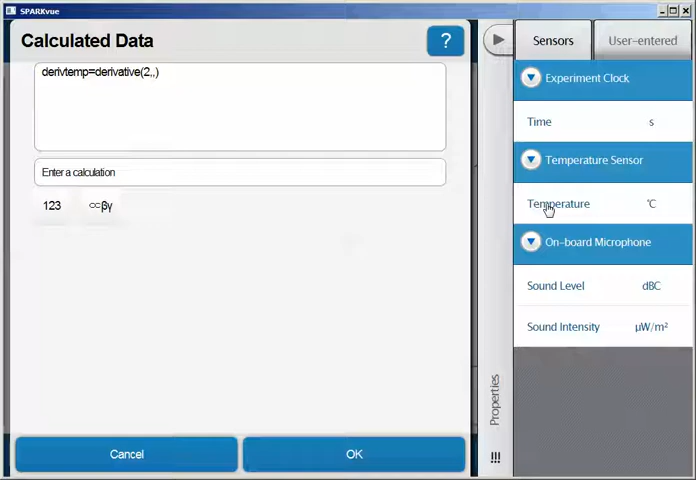 SPARKvue
Calculated Data
?
derivtemp=derivative(2,,)
Enter a calculation
123
∝βγ
Cancel
OK
Properties
!!!
Sensors
User-entered
Experiment Clock
Time s
Temperature Sensor
Temperature °C
On-board Microphone
Sound Level dBC
Sound Intensity µW/m²